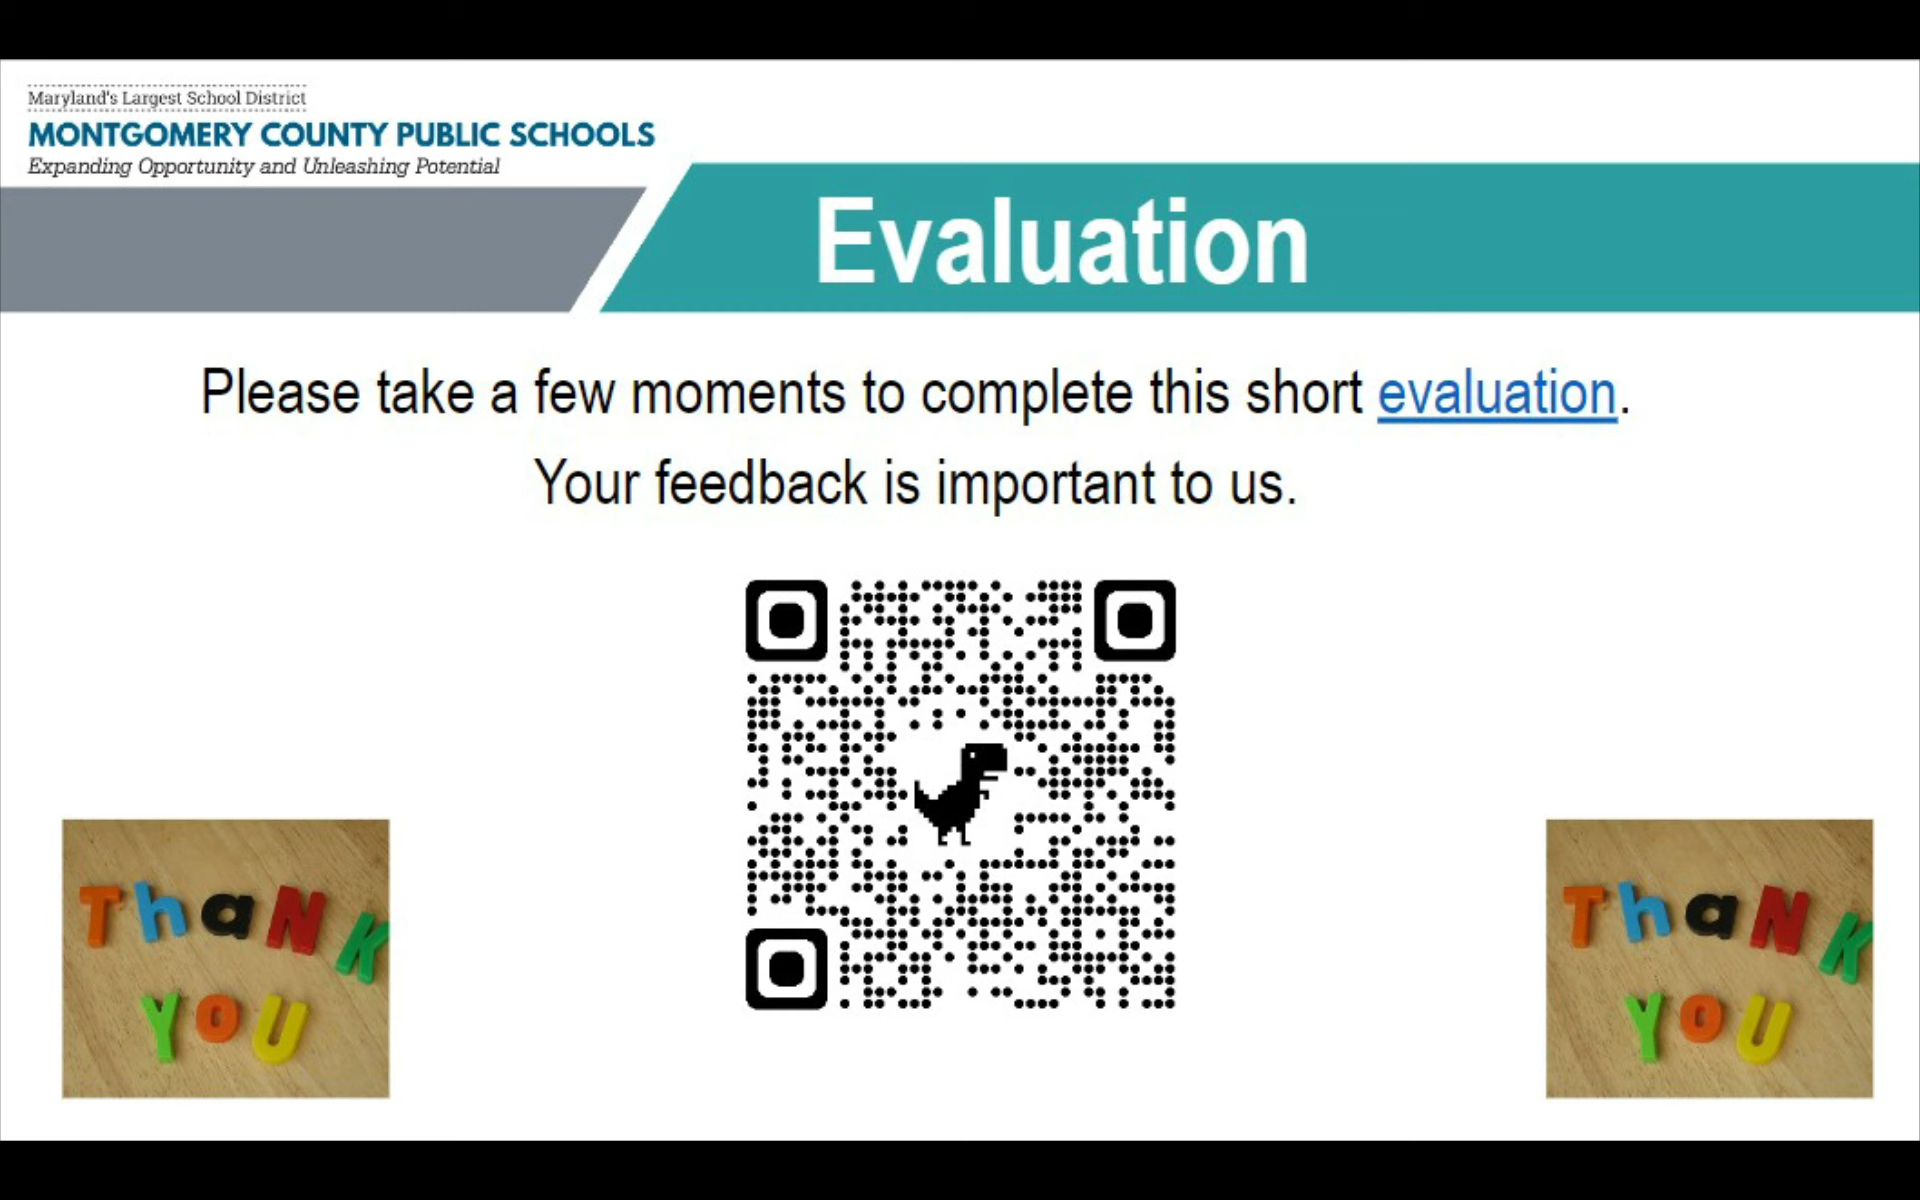 Maryland's Largest School District
MONTGOMERY COUNTY PUBLIC SCHOOLS
Expanding Opportunity and Unleashing Potential
Evaluation
Please take a few moments to complete this short evaluation.
Your feedback is important to us.
ThaNK
YoU
ThaNK
YoU